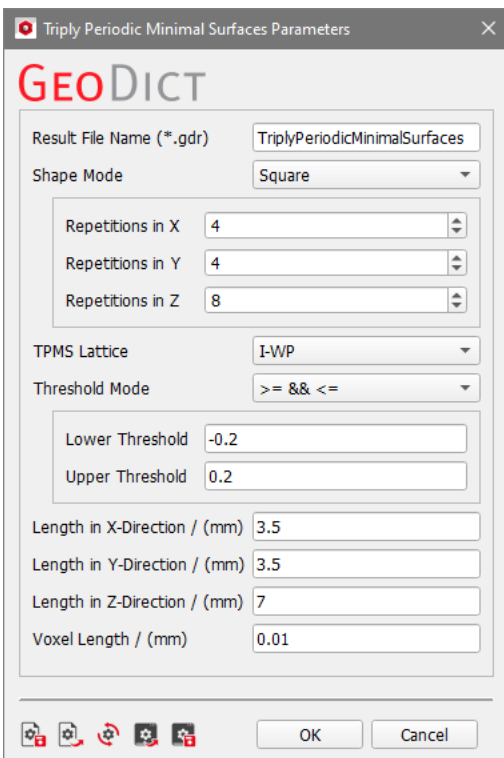 Triply Periodic Minimal Surfaces Parameters
GEODICT
Result File Name (*.gdr) TriplyPeriodicMinimalSurfaces
Shape Mode Square
Repetitions in X 4
Repetitions in Y 4
Repetitions in Z 8
TPMS Lattice I-WP
Threshold Mode >= && <=
Lower Threshold -0.2
Upper Threshold 0.2
Length in X-Direction / (mm) 3.5
Length in Y-Direction / (mm) 3.5
Length in Z-Direction / (mm) 7
Voxel Length / (mm) 0.01
OK Cancel